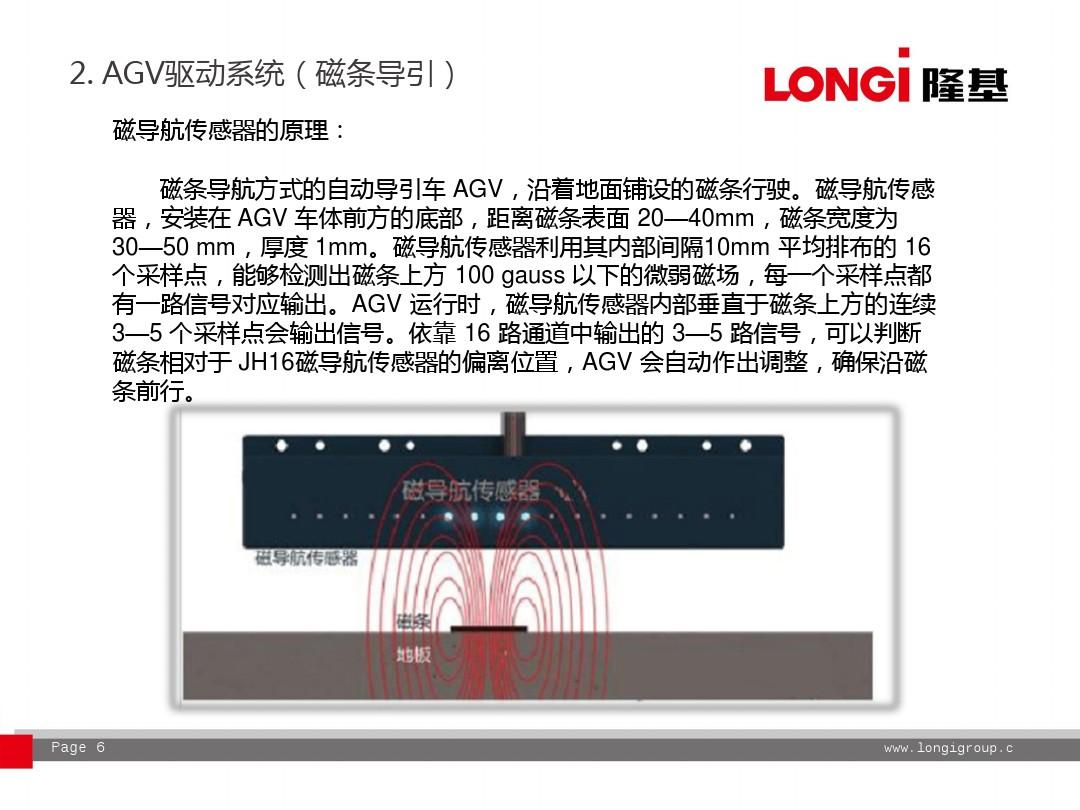 2. AGV驱动系统（磁条导引）
LONGi 隆基
磁导航传感器的原理：
磁条导航方式的自动导引车 AGV，沿着地面铺设的磁条行驶。磁导航传感
器，安装在 AGV 车体前方的底部，距离磁条表面 20—40mm，磁条宽度为
30—50 mm，厚度 1mm。磁导航传感器利用其内部间隔10mm 平均排布的 16
个采样点，能够检测出磁条上方 100 gauss 以下的微弱磁场，每一个采样点都
有一路信号对应输出。AGV 运行时，磁导航传感器内部垂直于磁条上方的连续
3—5 个采样点会输出信号。依靠 16 路通道中输出的 3—5 路信号，可以判断
磁条相对于 JH16磁导航传感器的偏离位置，AGV 会自动作出调整，确保沿磁
条前行。
磁导航传感器
磁导航传感器
磁条
地板
Page 6
www.longigroup.c